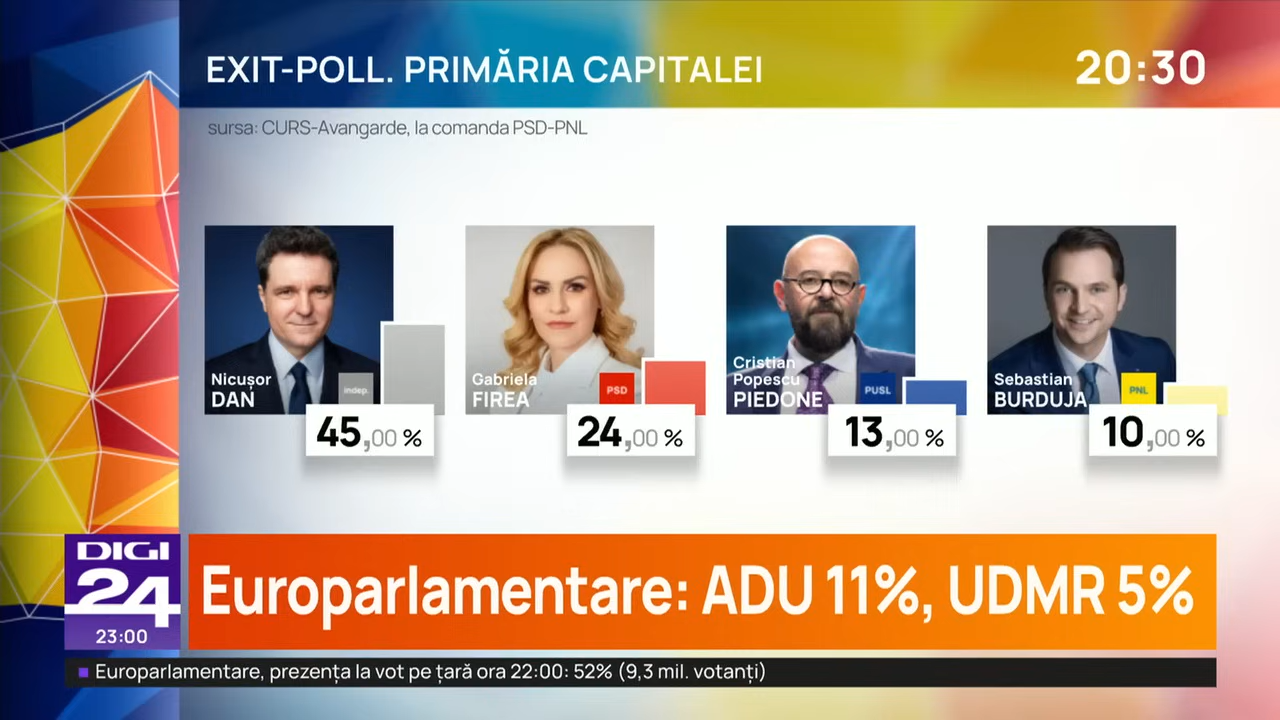 EXIT-POLL. PRIMĂRIA CAPITALEI
20:30
sursa: CURS-Avangarde, la comanda PSD-PNL
Nicușor
DAN
indep.
45,00 %
Gabriela
FIREA
PSD
24,00 %
Cristian
Popescu
PIEDONE
PUSL
13,00 %
Sebastian
BURDUJA
PNL
10,00 %
DIGI
24
23:00
Europarlamentare: ADU 11%, UDMR 5%
Europarlamentare, prezența la vot pe țară ora 22:00: 52% (9,3 mil. votanți)